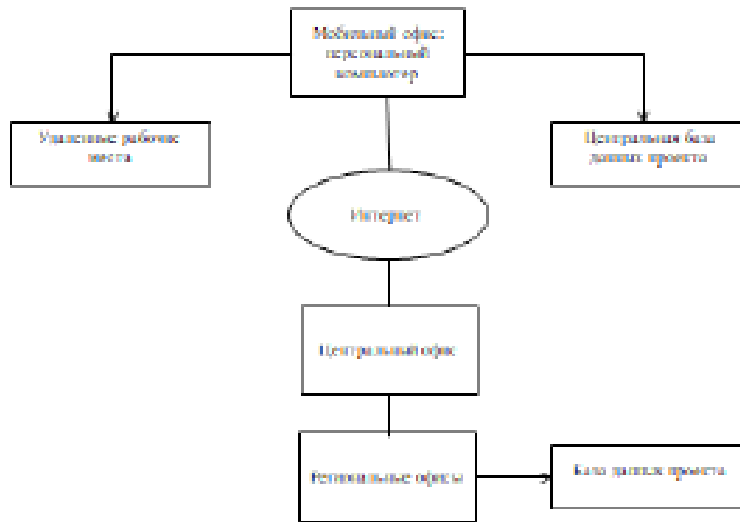 Мобильный офис:
персональный
компьютер
Удаленные рабочие
места
Центральная база
данных проекта
Интернет
Центральный офис
Региональные офисы
База данных проекта